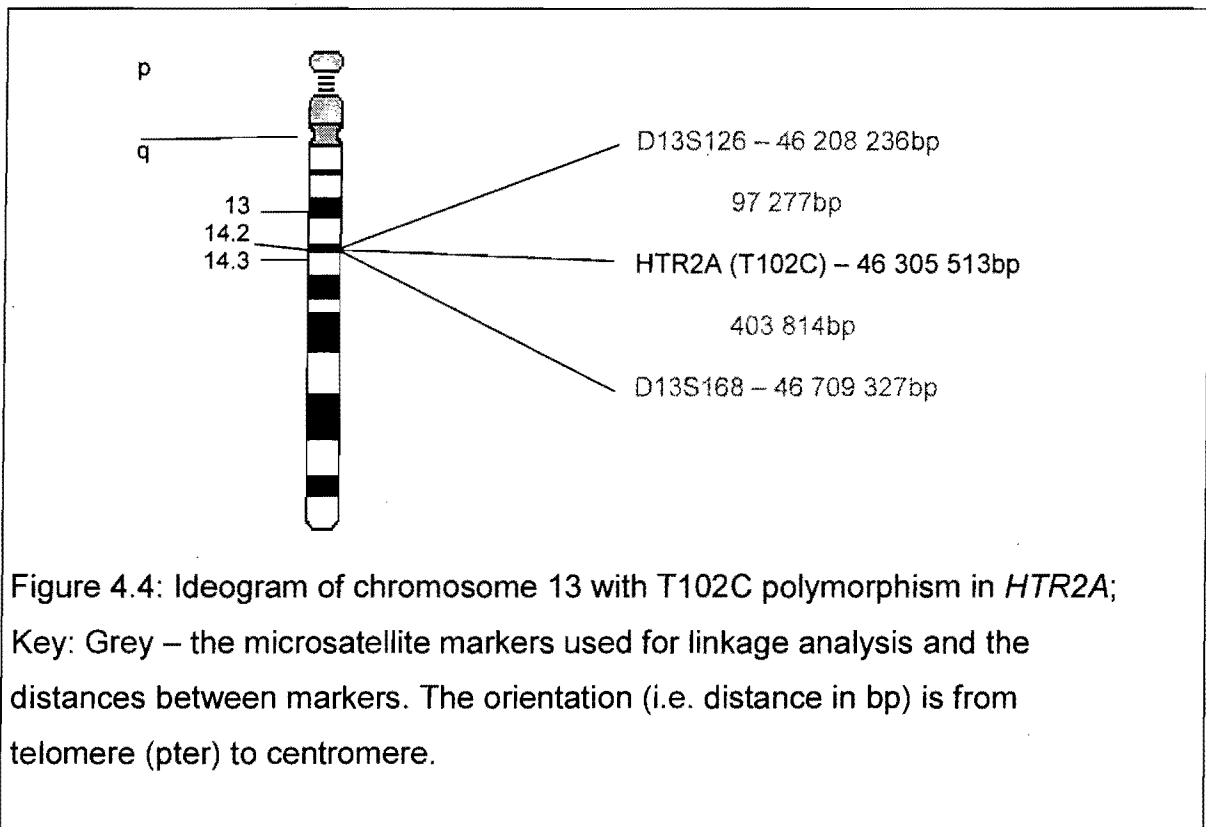 p
q
13
14.2
14.3
D13S126 – 46 208 236bp
97 277bp
HTR2A (T102C) – 46 305 513bp
403 814bp
D13S168 – 46 709 327bp
Figure 4.4: Ideogram of chromosome 13 with T102C polymorphism in HTR2A;
Key: Grey – the microsatellite markers used for linkage analysis and the
distances between markers. The orientation (i.e. distance in bp) is from
telomere (pter) to centromere.